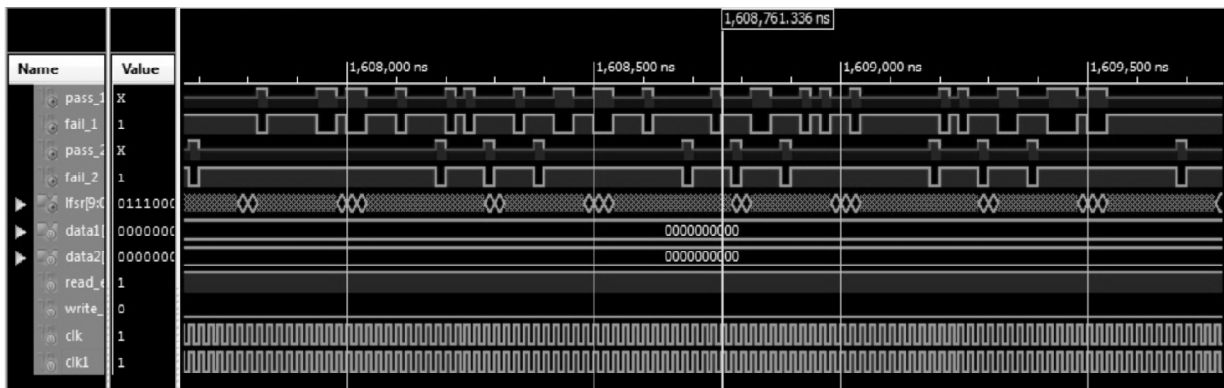 1,608,761.336 ns
Name Value 1,608,000 ns 1,608,500 ns 1,609,000 ns 1,609,500 ns
pass_1 X
fail_1 1
pass_2 X
fail_2 1
lfsr[9:0 0111000
data1[ 0000000 0000000000
data2[ 0000000 0000000000
read_e 1
write_ 0
clk 1
clk1 1